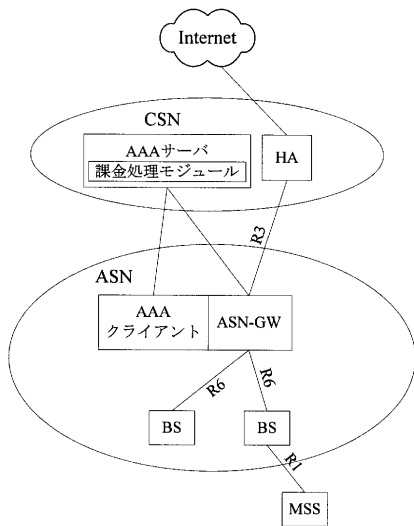 Internet
CSN
AAAサーバ
課金処理モジュール
HA
R3
ASN
AAA
クライアント
ASN-GW
R6
R6
BS
BS
R1
MSS